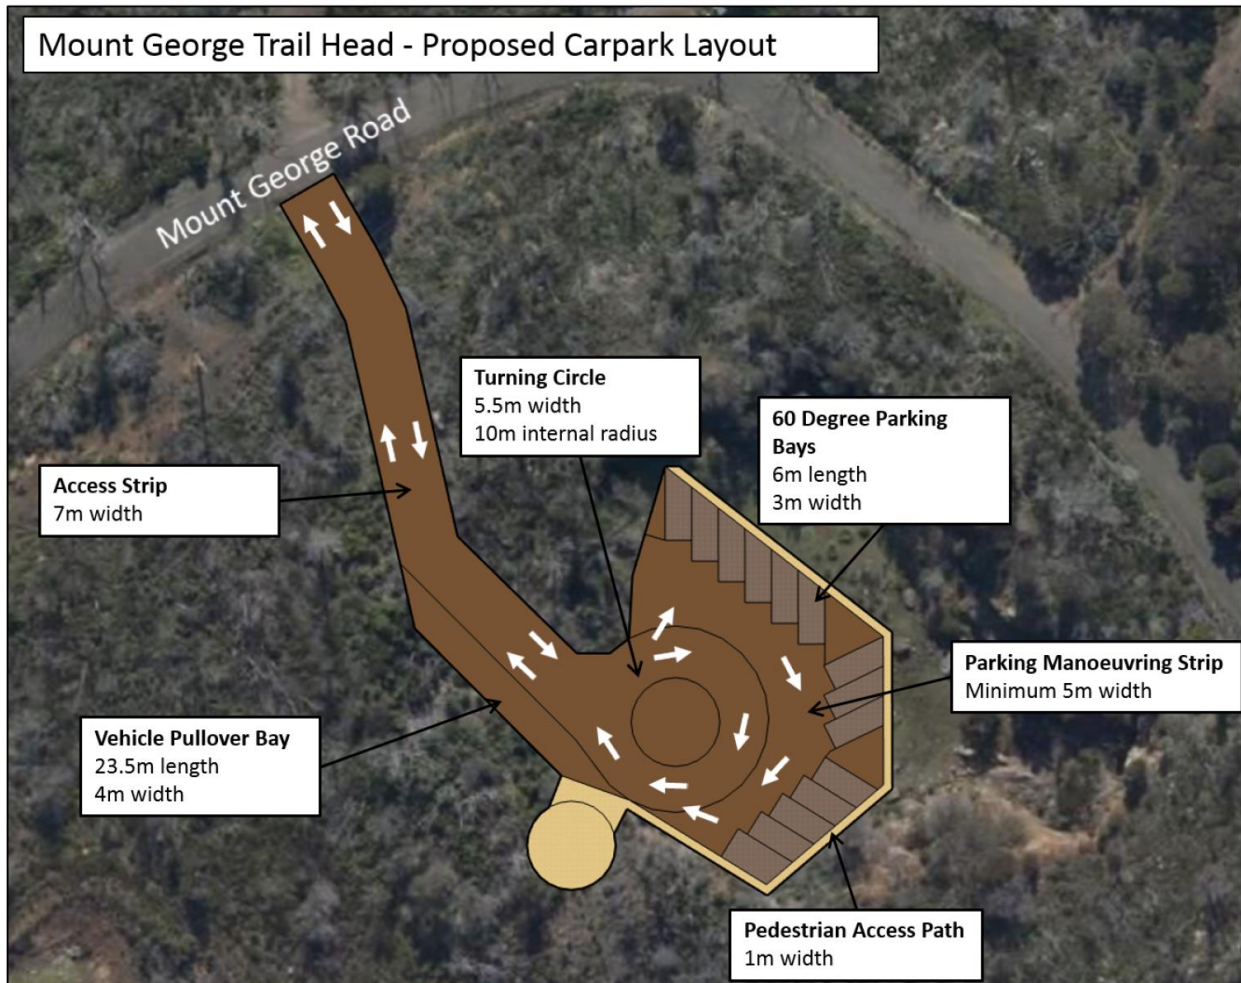 Mount George Trail Head - Proposed Carpark Layout
Mount George Road
Turning Circle
5.5m width
10m internal radius
60 Degree Parking
Bays
6m length
3m width
Access Strip
7m width
Parking Manoeuvring Strip
Minimum 5m width
Vehicle Pullover Bay
23.5m length
4m width
Pedestrian Access Path
1m width